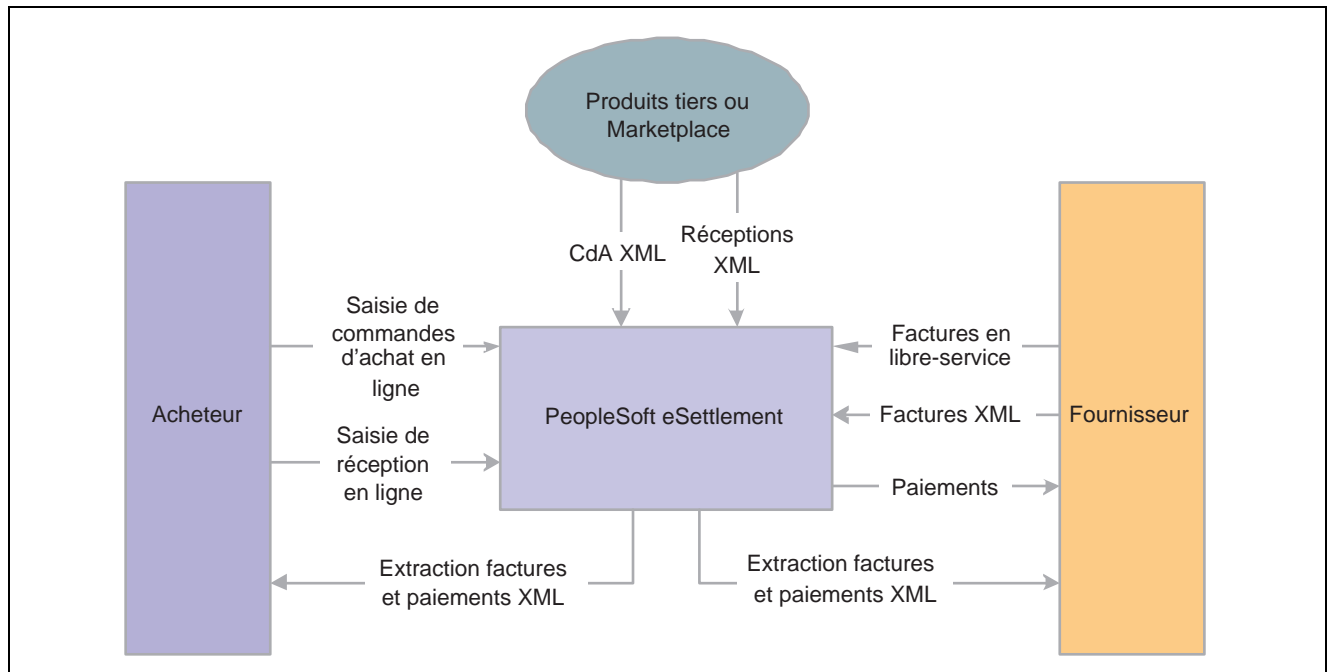 Produits tiers ou
Marketplace
CdA XML
Réceptions
XML
Saisie de
commandes
d'achat en
ligne
Factures en
libre-service
Acheteur
PeopleSoft eSettlement
Factures XML
Fournisseur
Saisie de
réception
en ligne
Paiements
Extraction factures
et paiements XML
Extraction factures
et paiements XML